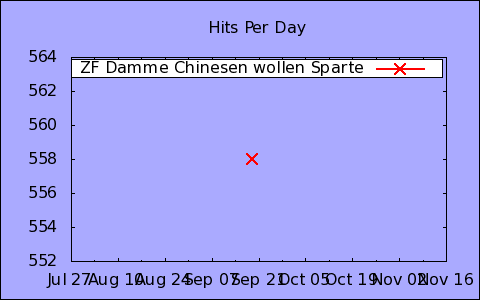 Hits Per Day
ZF Damme Chinesen wollen Sparte
564
562
560
558
556
554
552
Jul 27 Aug 10 Aug 24 Sep 07 Sep 21 Oct 05 Oct 19 Nov 02 Nov 16